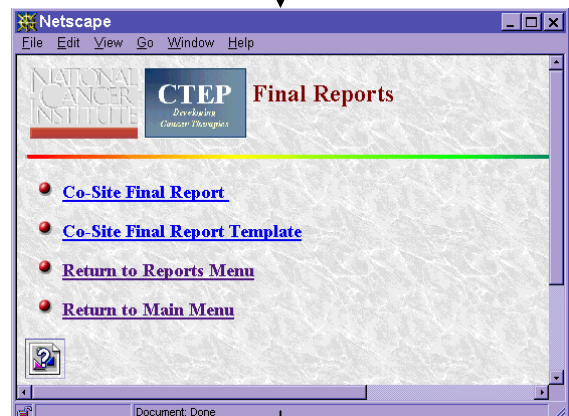 Netscape
File Edit View Go Window Help
NATIONAL
CANCER
INSTITUTE
CTEP
Developing
Cancer Therapies
Final Reports
Co-Site Final Report
Co-Site Final Report Template
Return to Reports Menu
Return to Main Menu
Document: Done